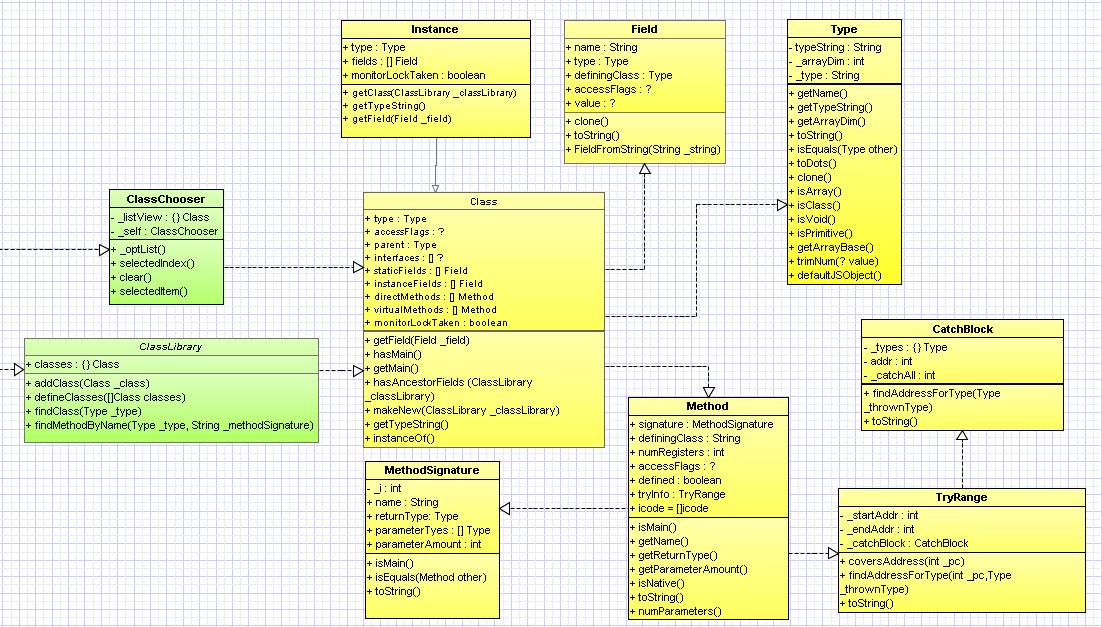 Instance
+ type : Type
+ fields : [] Field
+ monitorLockTaken : boolean
+ getClass(ClassLibrary _classLibrary)
+ getTypeString()
+ getField(Field _field)
Field
+ name : String
+ type : Type
+ definingClass : Type
+ accessFlags : ?
+ value : ?
+ clone()
+ toString()
+ FieldFromString(String _string)
Type
- typeString : String
- _arrayDim : int
- _type : String
+ getName()
+ getTypeString()
+ getArrayDim()
+ toString()
+ isEquals(Type other)
+ toDots()
+ clone()
+ isArray()
+ isClass()
+ isVoid()
+ isPrimitive()
+ getArrayBase()
+ trimNum(? value)
+ defaultJSObject()
ClassChooser
- _listView : {} Class
- _self : ClassChooser
+ _optList()
+ selectedIndex()
+ clear()
+ selectedItem()
Class
+ type : Type
+ accessFlags : ?
+ parent : Type
+ interfaces : [] ?
+ staticFields : [] Field
+ instanceFields : [] Field
+ directMethods : [] Method
+ virtualMethods : [] Method
+ monitorLockTaken : boolean
+ getField(Field _field)
+ hasMain()
+ getMain()
+ hasAncestorFields (ClassLibrary
_classLibrary)
+ makeNew(ClassLibrary _classLibrary)
+ getTypeString()
+ instanceOf()
ClassLibrary
+ classes : {} Class
+ addClass(Class _class)
+ defineClasses([]Class classes)
+ findClass(Type _type)
+ findMethodByName(Type _type, String _methodSignature)
CatchBlock
- _types : {} Type
- addr : int
- _catchAll : int
+ findAddressForType(Type
_thrownType)
+ toString()
Method
+ signature : MethodSignature
+ definingClass : String
+ numRegisters : int
+ accessFlags : ?
+ defined : boolean
+ tryInfo : TryRange
+ icode = []icode
+ isMain()
+ getName()
+ getReturnType()
+ getParameterAmount()
+ isNative()
+ toString()
+ numParameters()
MethodSignature
- _i : int
+ name : String
+ returnType: Type
+ parameterTyes : [] Type
+ parameterAmount : int
+ isMain()
+ isEquals(Method other)
+ toString()
TryRange
- _startAddr : int
- _endAddr : int
- _catchBlock : CatchBlock
+ coversAddress(int _pc)
+ findAddressForType(int _pc,Type
_thrownType)
+ toString()